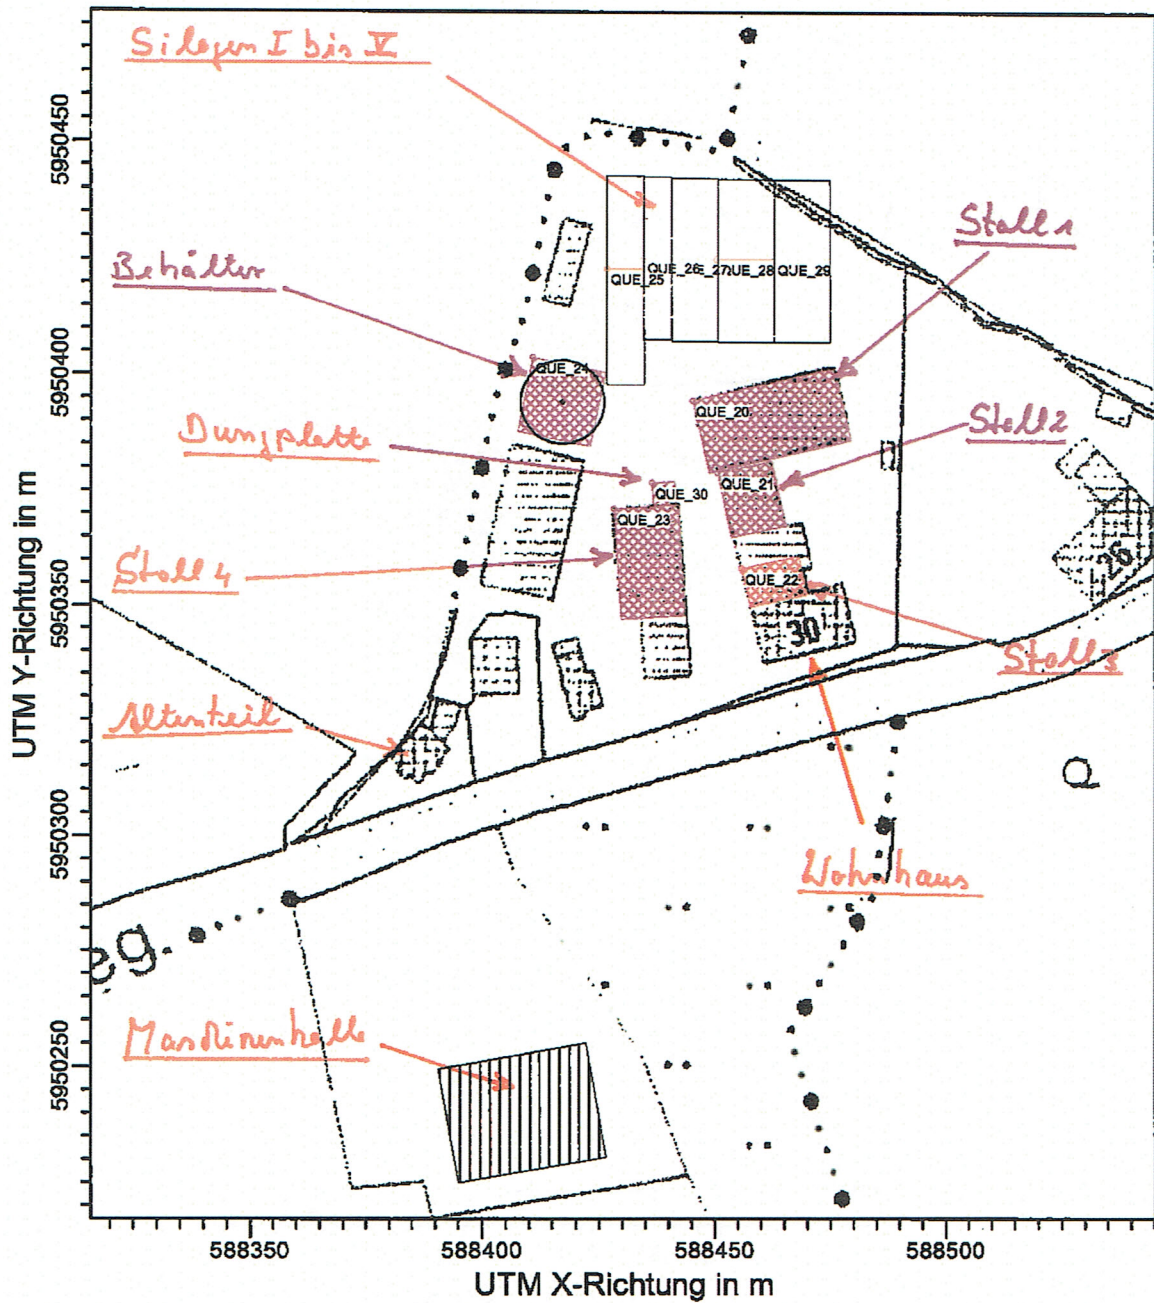 Silagen I bis V
5950450
Stall 1
QUE_26
QUE_28
QUE_29
QUE_25
Behälter
5950400
QUE_24
QUE_20
Stall 2
Dungplatte
QUE_21
QUE_30
QUE_23
Stall 4
QUE_22
26
5950350
30
Stall 3
Altenteil
UTM Y-Richtung in m
a
5950300
Wohnhaus
eg.
Maschinenhalle
5950250
588350
588400
588450
588500
UTM X-Richtung in m